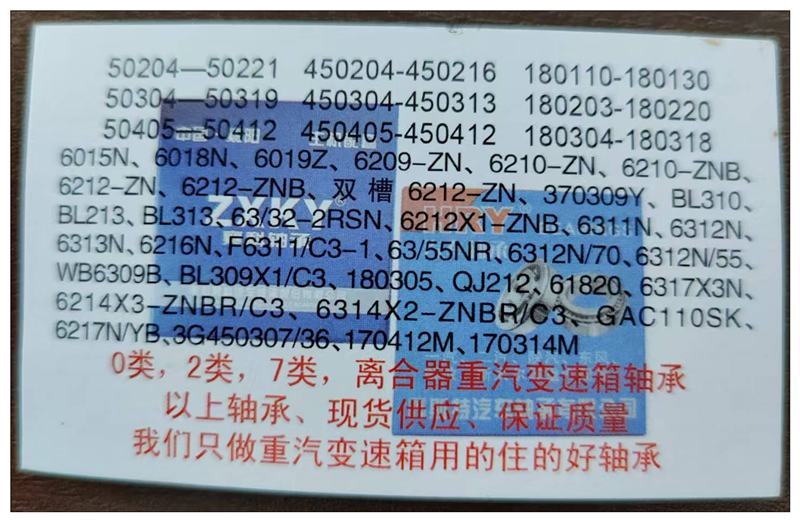 50204—50221 450204-450216 180110-180130
50304—50319 450304-450313 180203-180220
50405—50412 450405-450412 180304-180318
6015N、6018N、6019Z、6209-ZN、6210-ZN、6210-ZNB、
6212-ZN、6212-ZNB、双槽6212-ZN、370309Y、BL310、
BL213、BL313、63/32-2RSN、6212X1-ZNB、6311N、6312N、
6313N、6216N、F6311/C3-1、63/55NR、6312N/70、6312N/55、
WB6309B、BL309X1/C3、180305、QJ212、61820、6317X3N、
6214X3-ZNBR/C3、6314X2-ZNBR/C3、GAC110SK、
6217N/YB、3G450307/36、170412M、170314M
0类，2类，7类，离合器重汽变速箱轴承
以上轴承、现货供应、保证质量
我们只做重汽变速箱用的住的好轴承
ZYKY®